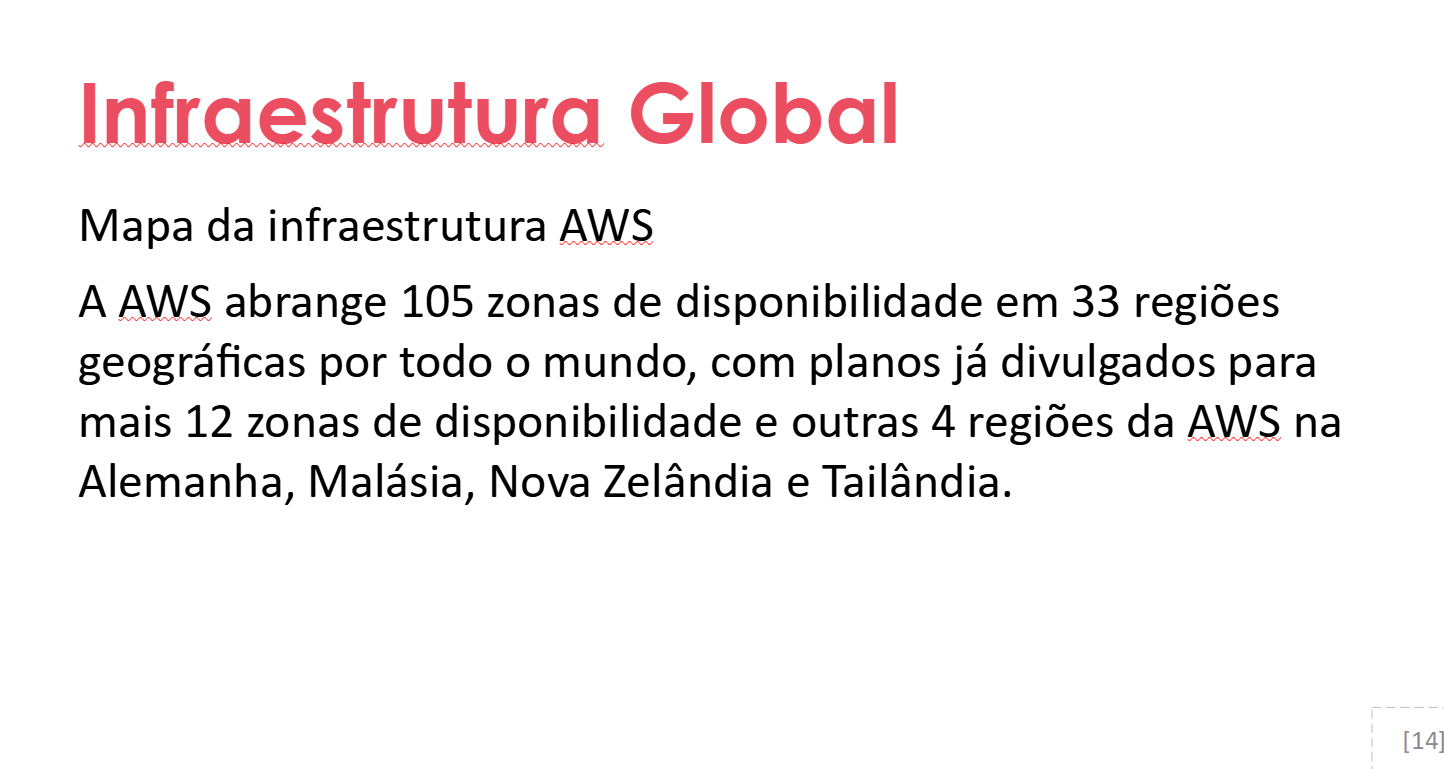 Infraestrutura Global
Mapa da infraestrutura AWS
A AWS abrange 105 zonas de disponibilidade em 33 regiões
geográficas por todo o mundo, com planos já divulgados para
mais 12 zonas de disponibilidade e outras 4 regiões da AWS na
Alemanha, Malásia, Nova Zelândia e Tailândia.
[14]